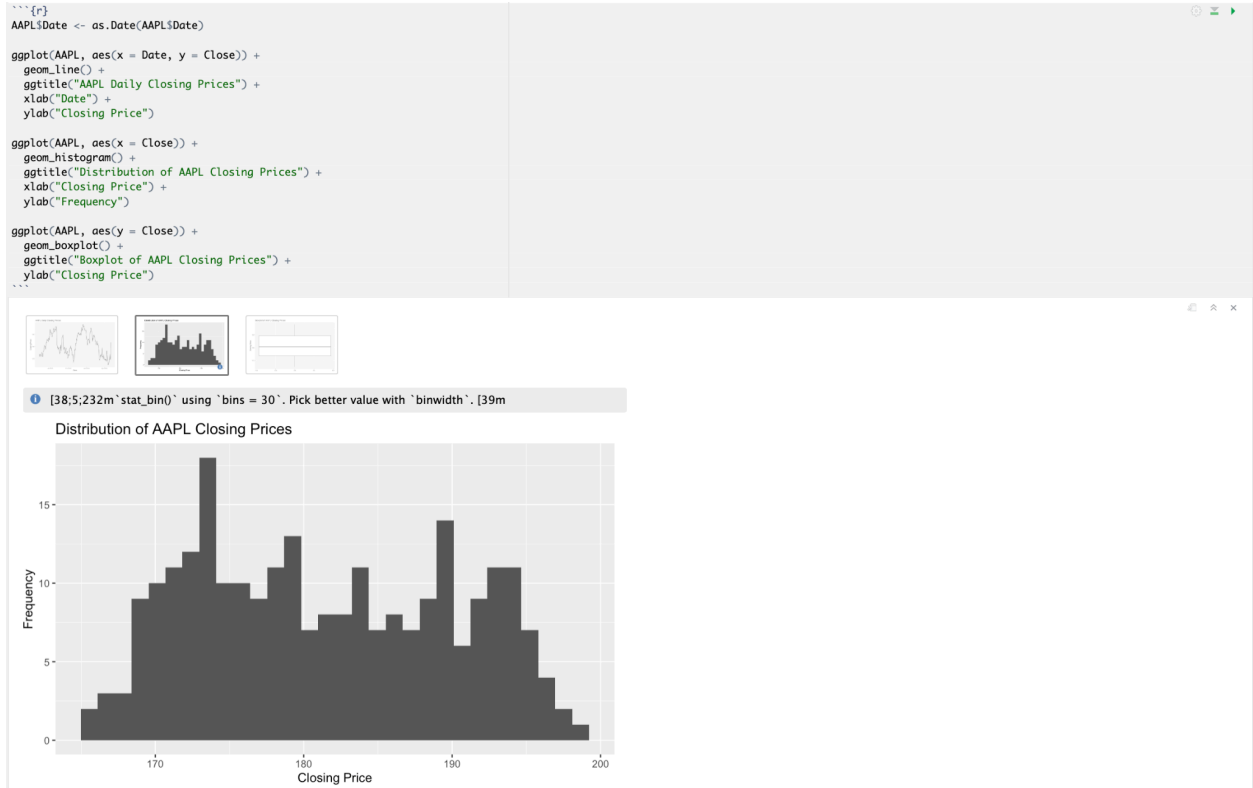 ```{r}
AAPL$Date <- as.Date(AAPL$Date)
ggplot(AAPL, aes(x = Date, y = Close)) +
  geom_line() +
  ggtitle("AAPL Daily Closing Prices") +
  xlab("Date") +
  ylab("Closing Price")
ggplot(AAPL, aes(x = Close)) +
  geom_histogram() +
  ggtitle("Distribution of AAPL Closing Prices") +
  xlab("Closing Price") +
  ylab("Frequency")
ggplot(AAPL, aes(y = Close)) +
  geom_boxplot() +
  ggtitle("Boxplot of AAPL Closing Prices") +
  ylab("Closing Price")
```
[38;5;232m`stat_bin()` using `bins = 30`. Pick better value with `binwidth`. [39m
Distribution of AAPL Closing Prices
15
10
5
0
Frequency
170 180 190 200
Closing Price